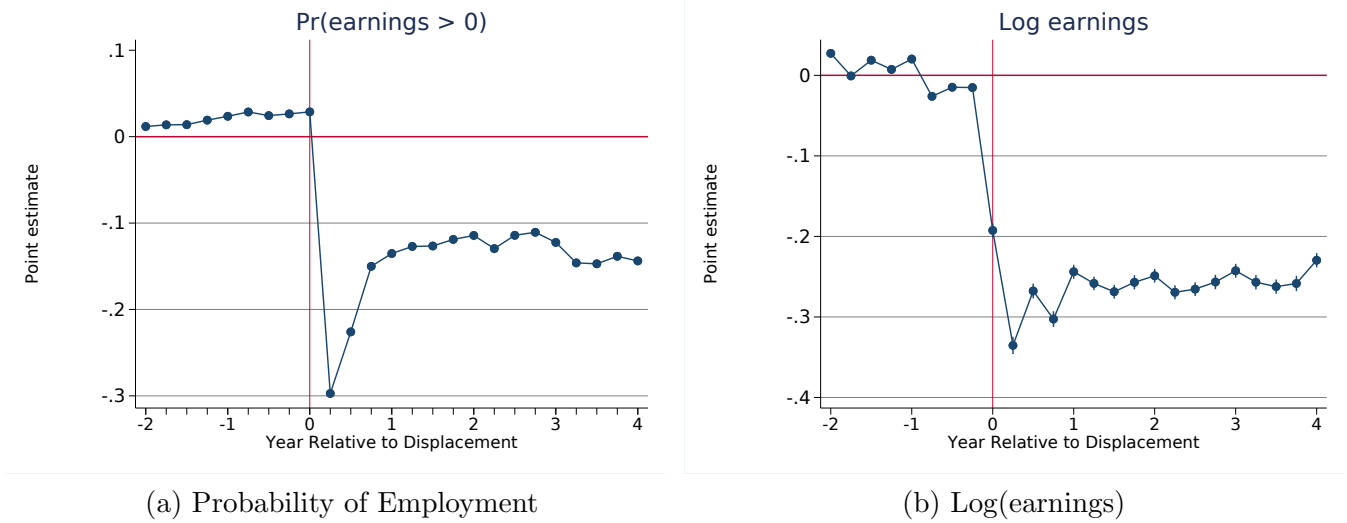 Pr(earnings > 0)
Point estimate
.1
0
-.1
-.2
-.3
-2 -1 0 1 2 3 4
Year Relative to Displacement
(a) Probability of Employment
Log earnings
Point estimate
0
-.1
-.2
-.3
-.4
-2 -1 0 1 2 3 4
Year Relative to Displacement
(b) Log(earnings)